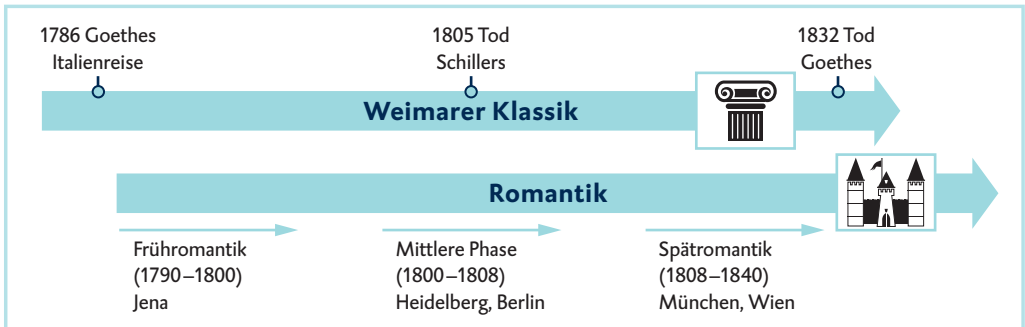 1786 Goethes
Italienreise
1805 Tod
Schillers
1832 Tod
Goethes
Weimarer Klassik
Romantik
Frühromantik
(1790–1800)
Jena
Mittlere Phase
(1800–1808)
Heidelberg, Berlin
Spätromantik
(1808–1840)
München, Wien